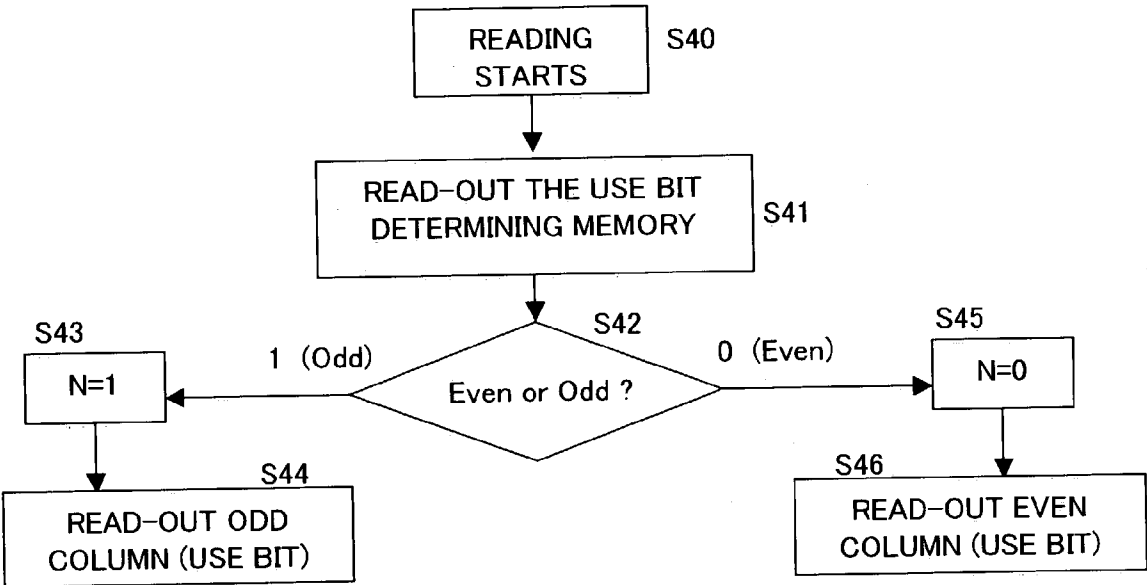 READING
STARTS
S40
READ-OUT THE USE BIT
DETERMINING MEMORY
S41
S42
Even or Odd ?
1 (Odd)
0 (Even)
S43
N=1
S45
N=0
S44
READ-OUT ODD
COLUMN (USE BIT)
S46
READ-OUT EVEN
COLUMN (USE BIT)